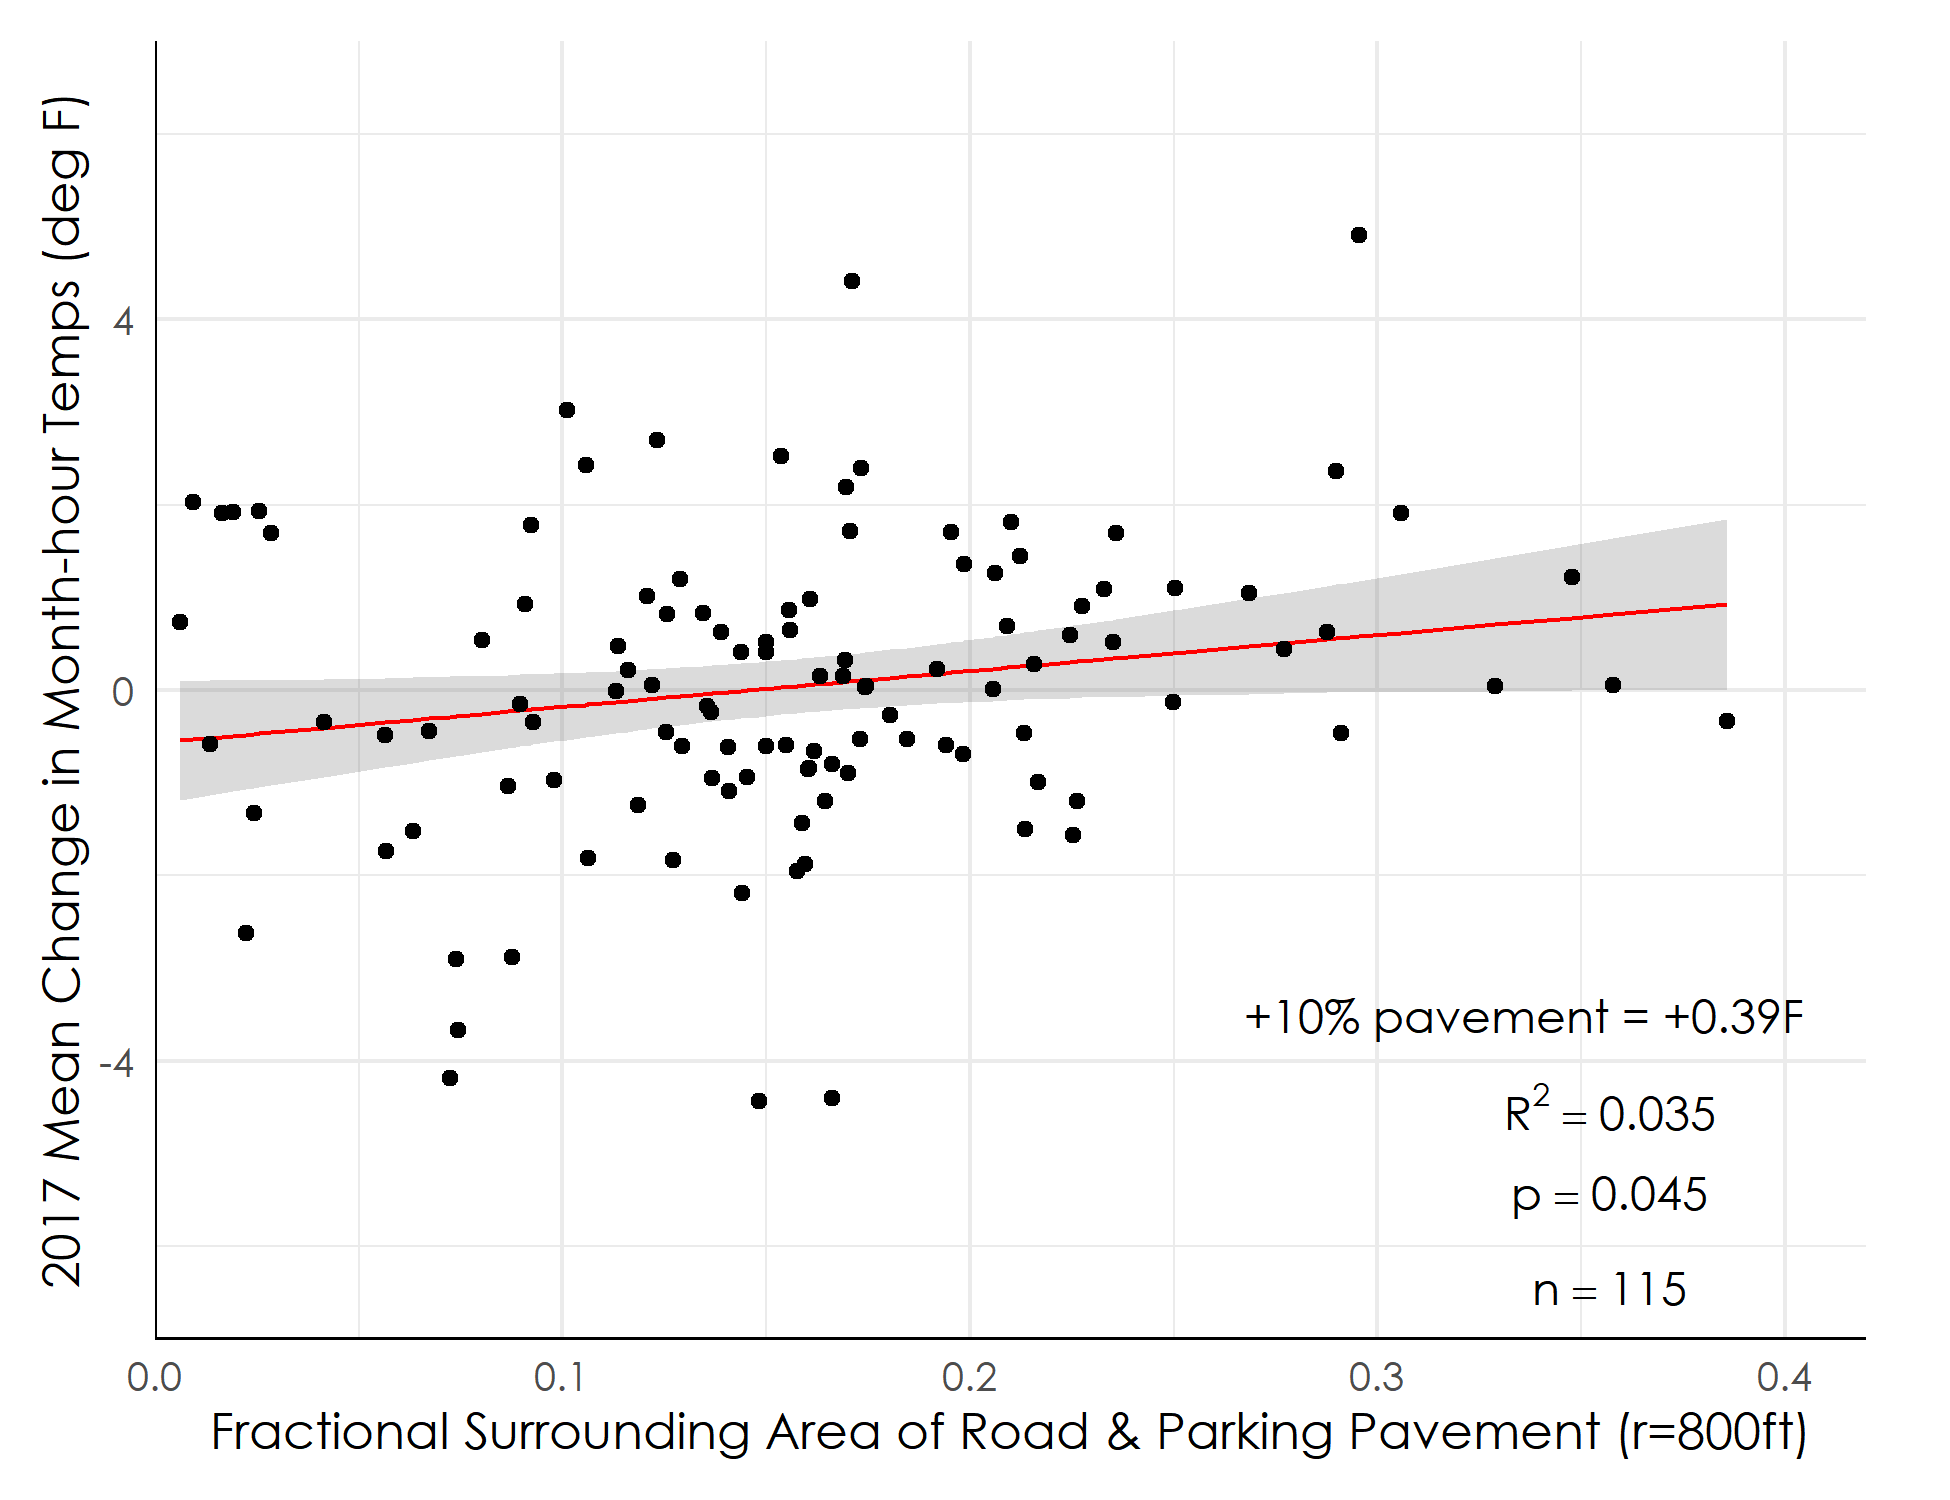 2017 Mean Change in Month-hour Temps (deg F)
4
0
-4
+10% pavement = +0.39F
R² = 0.035
p = 0.045
n = 115
0.0 0.1 0.2 0.3 0.4
Fractional Surrounding Area of Road & Parking Pavement (r=800ft)